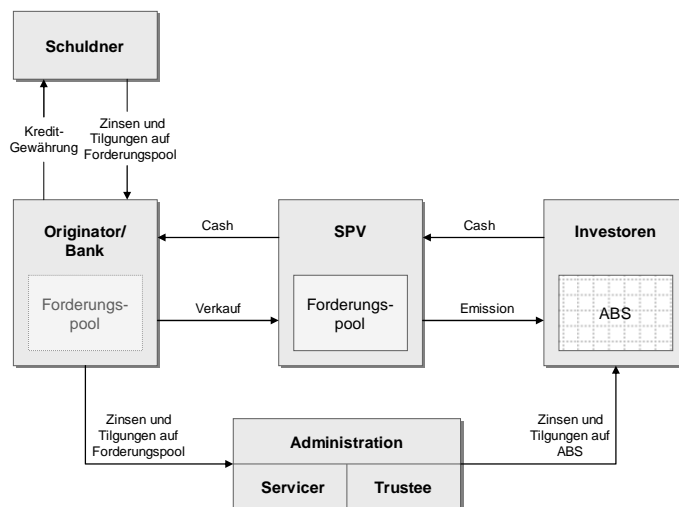 Schuldner
Kredit-
Gewährung
Zinsen und
Tilgungen auf
Forderungspool
Originator/
Bank
Forderungs-
pool
Cash
Verkauf
SPV
Forderungs-
pool
Cash
Emission
Investoren
ABS
Zinsen und
Tilgungen auf
Forderungspool
Administration
Servicer
Trustee
Zinsen und
Tilgungen auf
ABS